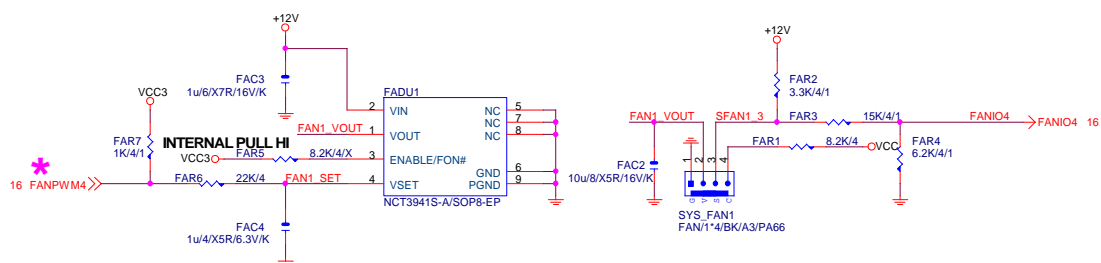 +12V
FAC3
1u/6/X7R/16V/K
VCC3
FAR7
1K/4/1
INTERNAL PULL HI
VCC3
FAR5
8.2K/4/X
*
16 FANPWM4
FAR6
22K/4
FAN1_SET
FAC4
1u/4/X5R/6.3V/K
FAN1_VOUT
FADU1
2 VIN
1 VOUT
3 ENABLE/FON#
4 VSET
NC 5
NC 7
NC 8
GND 6
PGND 9
NCT3941S-A/SOP8-EP
+12V
FAR2
3.3K/4/1
FAN1_VOUT
SFAN1_3
FAR3
15K/4/1
FANIO4
FANIO4 16
FAR1
8.2K/4
VCC
FAR4
6.2K/4/1
FAC2
10u/8/X5R/16V/K
1 2 3 4
G V S C
SYS_FAN1
FAN/1*4/BK/A3/PA66